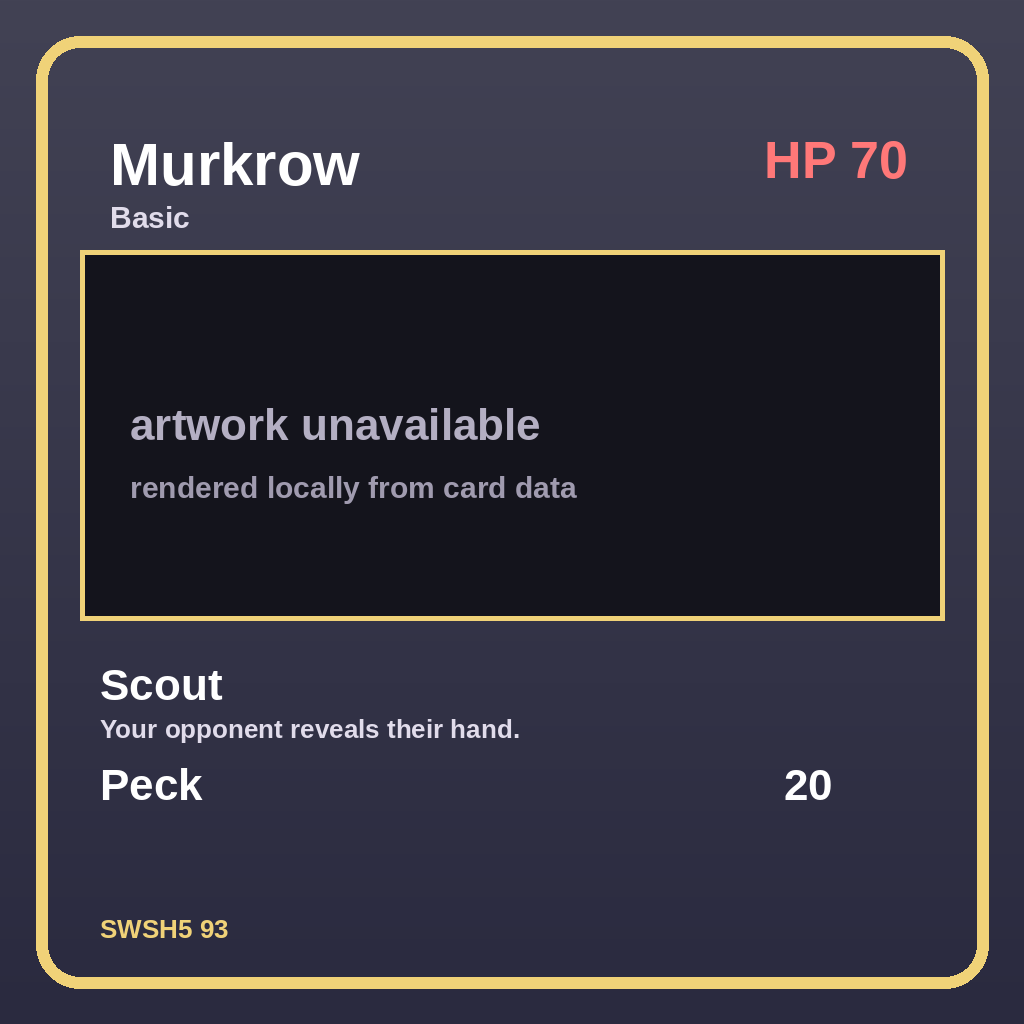 Murkrow
HP 70
Basic
artwork unavailable
rendered locally from card data
Scout
Your opponent reveals their hand.
Peck 20
SWSH5 93